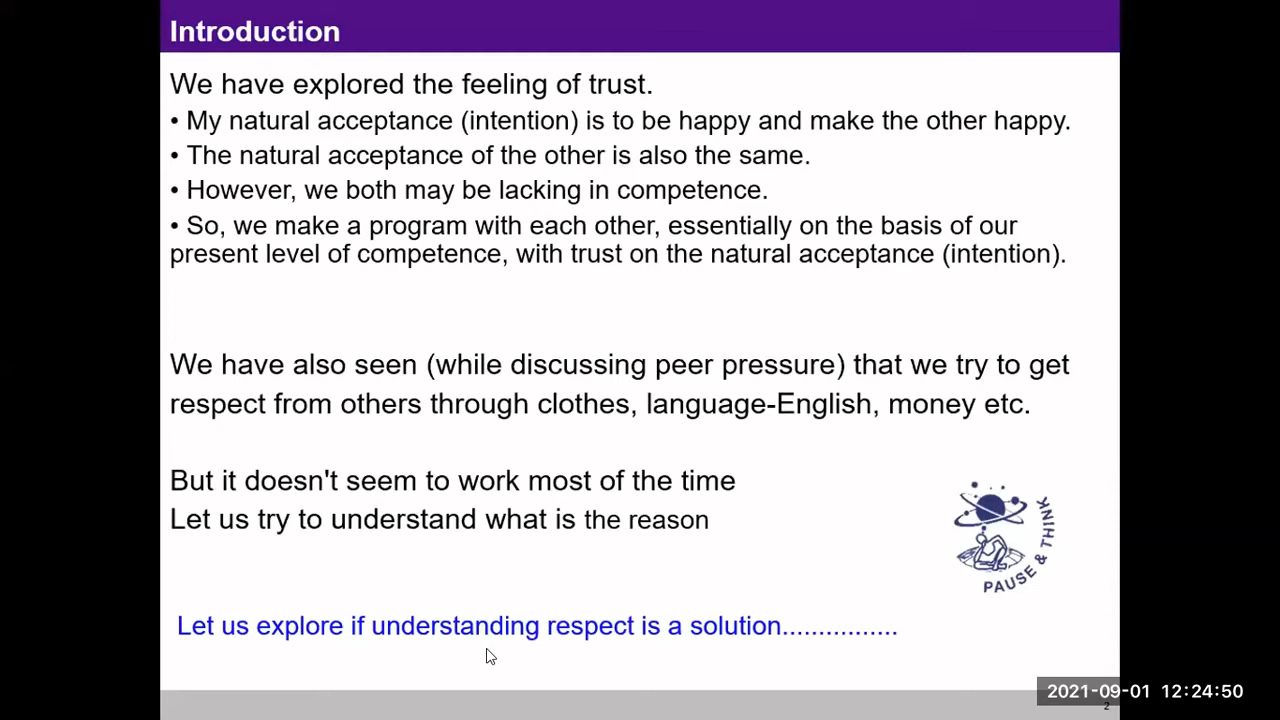 Introduction
We have explored the feeling of trust.
• My natural acceptance (intention) is to be happy and make the other happy.
• The natural acceptance of the other is also the same.
• However, we both may be lacking in competence.
• So, we make a program with each other, essentially on the basis of our
present level of competence, with trust on the natural acceptance (intention).
We have also seen (while discussing peer pressure) that we try to get
respect from others through clothes, language-English, money etc.
But it doesn't seem to work most of the time
Let us try to understand what is the reason
PAUSE & THINK
Let us explore if understanding respect is a solution................
2021-09-01 12:24:50
2